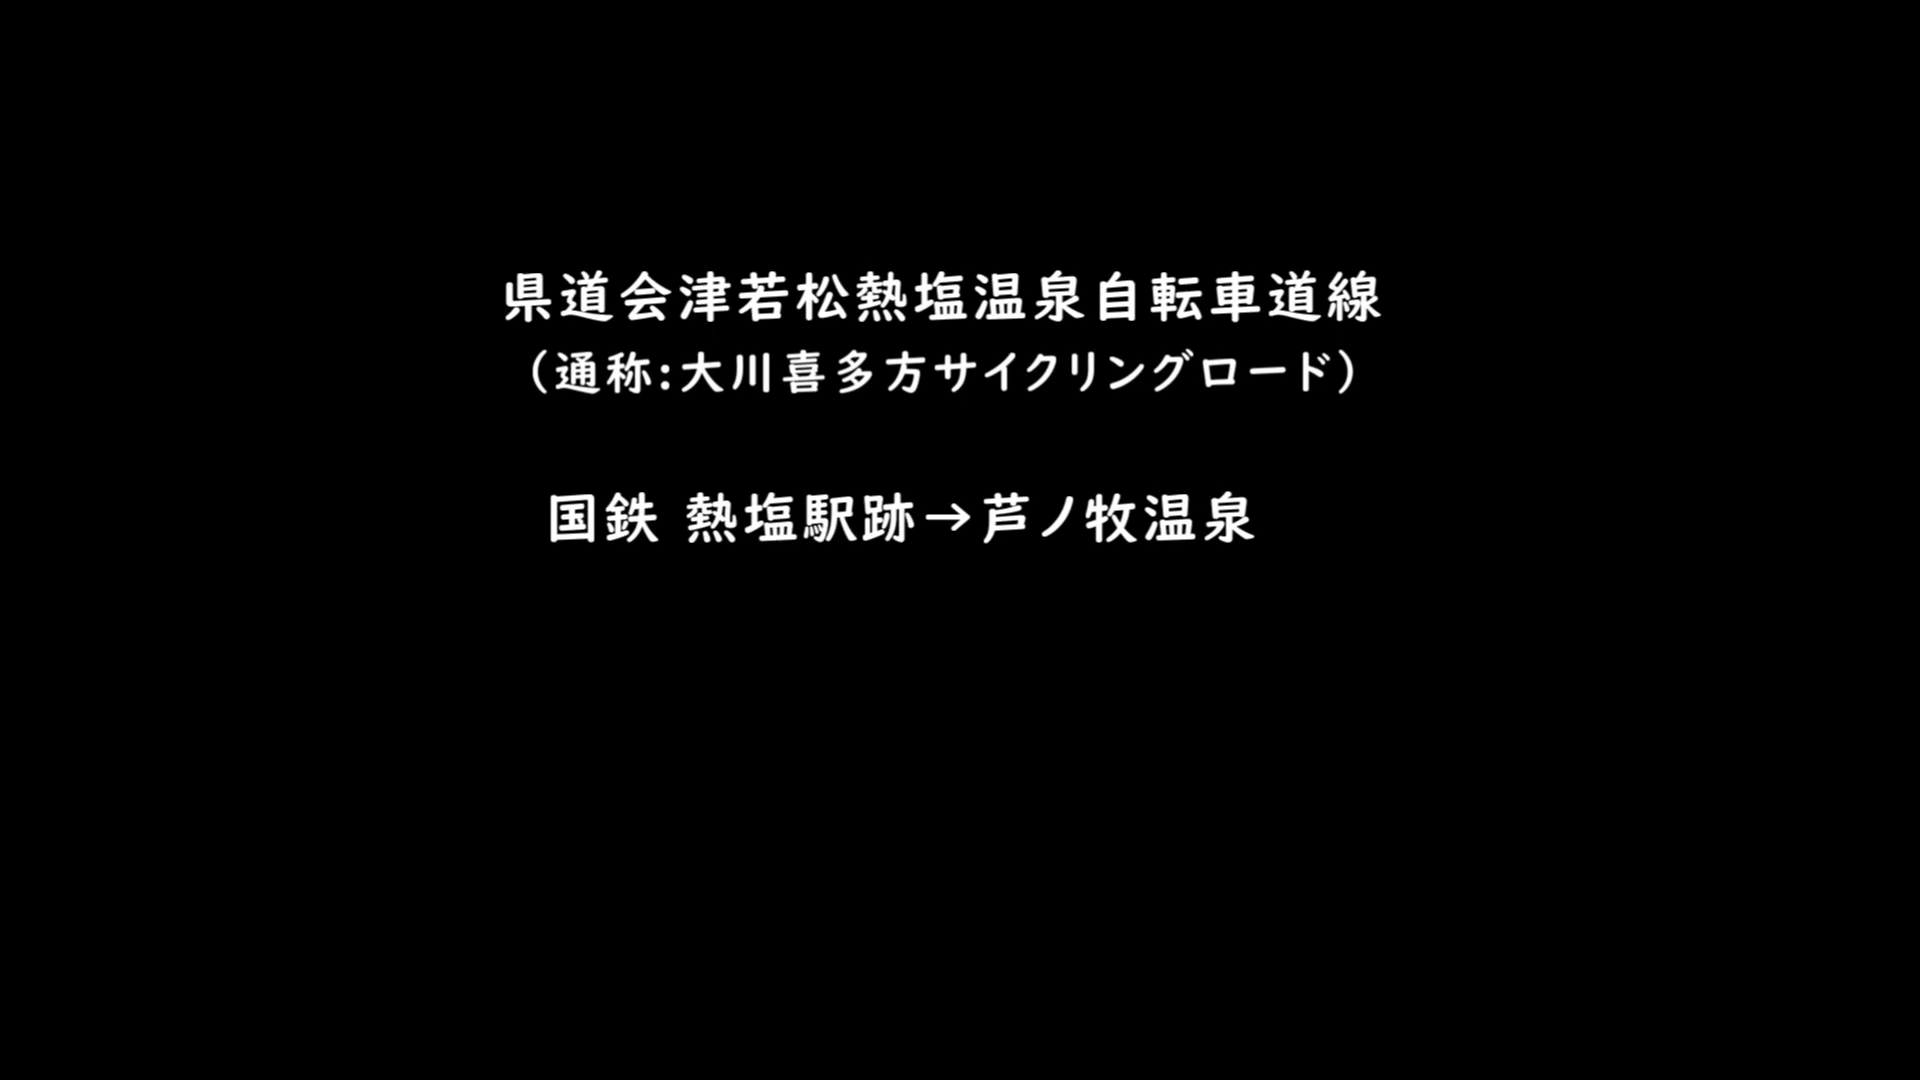 県道会津若松熱塩温泉自転車道線
（通称:大川喜多方サイクリングロード）
国鉄 熱塩駅跡→芦ノ牧温泉